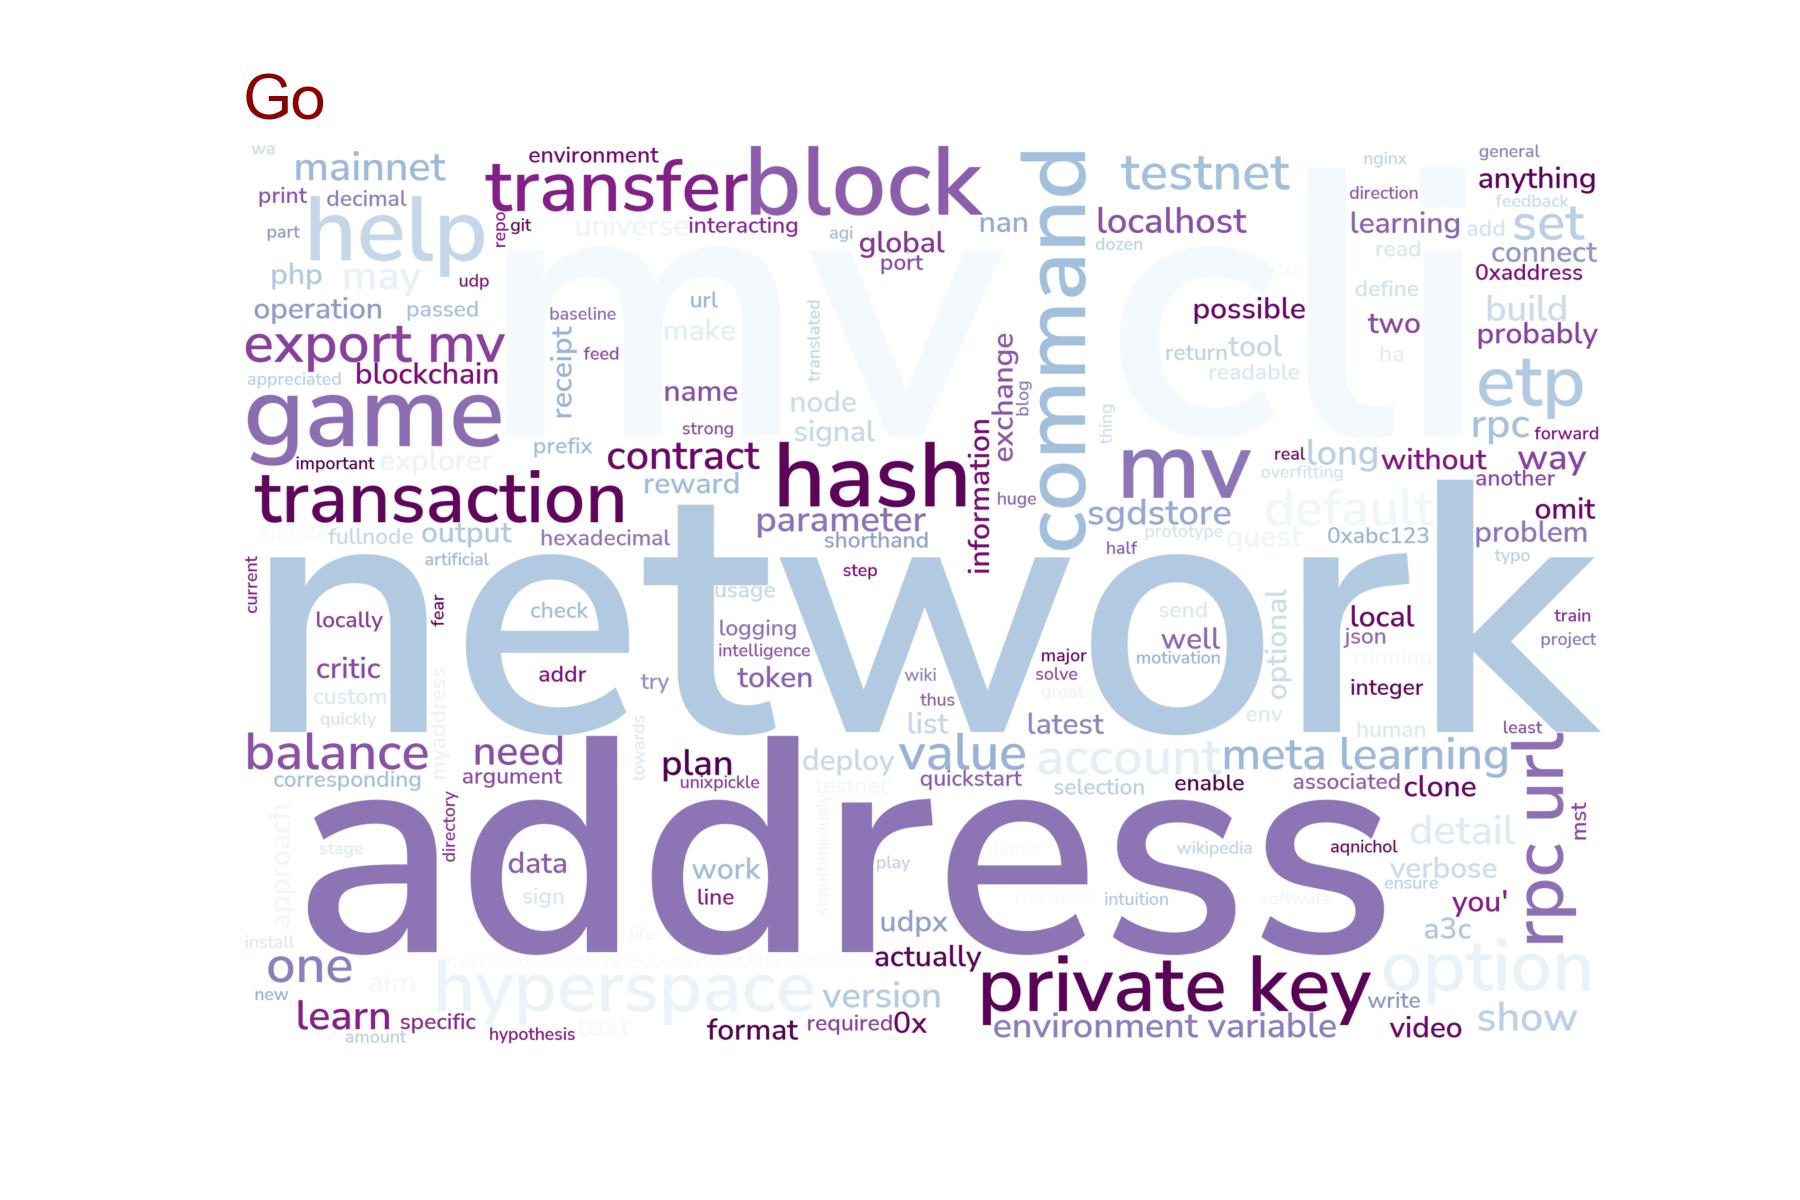 Go
wa
mainnet
environment
transfer
block
command
testnet
nginx
general
print
decimal
direction
anything
feedback
help
repo
git
universe
interacting
agi
nan
localhost
learning
add
set
part
global
dozen
read
connect
php
may
udp
port
mv cli
tcp
0xaddress
operation
passed
baseline
url
translated
possible
define
build
export mv
receipt
make
two
probably
feed
exchange
return
tool
ha
appreciated
blockchain
name
blog
readable
etp
game
node
thing
rpc
forward
prefix
strong
signal
information
important
explorer
contract
hash
mv
real
long
without
way
overfitting
another
transaction
reward
huge
sgdstore
default
omit
parameter
simple
fullnode
output
hexadecimal
shorthand
half
prototype
quest
0xabc123
problem
artificial
step
typo
network
current
locally
fear
check
usage
send
optional
local
train
logging
well
json
project
critic
intelligence
major
motivation
running
addr
try
token
wiki
solve
integer
custom
myaddress
thus
great
quickly
towards
list
latest
env
human
least
balance
need
plan
deploy
value
account
meta learning
rpc url
corresponding
argument
unixpickle
testnet'
quickstart
selection
enable
associated
clone
address
approach
directory
simultaneously
mst
detail
stage
data
work
play
gather
wikipedia
aqnichol
verbose
ensure
sign
line
number
intuition
software
you'
udpx
a3c
install
life
actually
one
aim
hyperspace
version
private key
option
new
write
learn
specific
hypothesis
text
format
required
0x
environment variable
video
show
amount